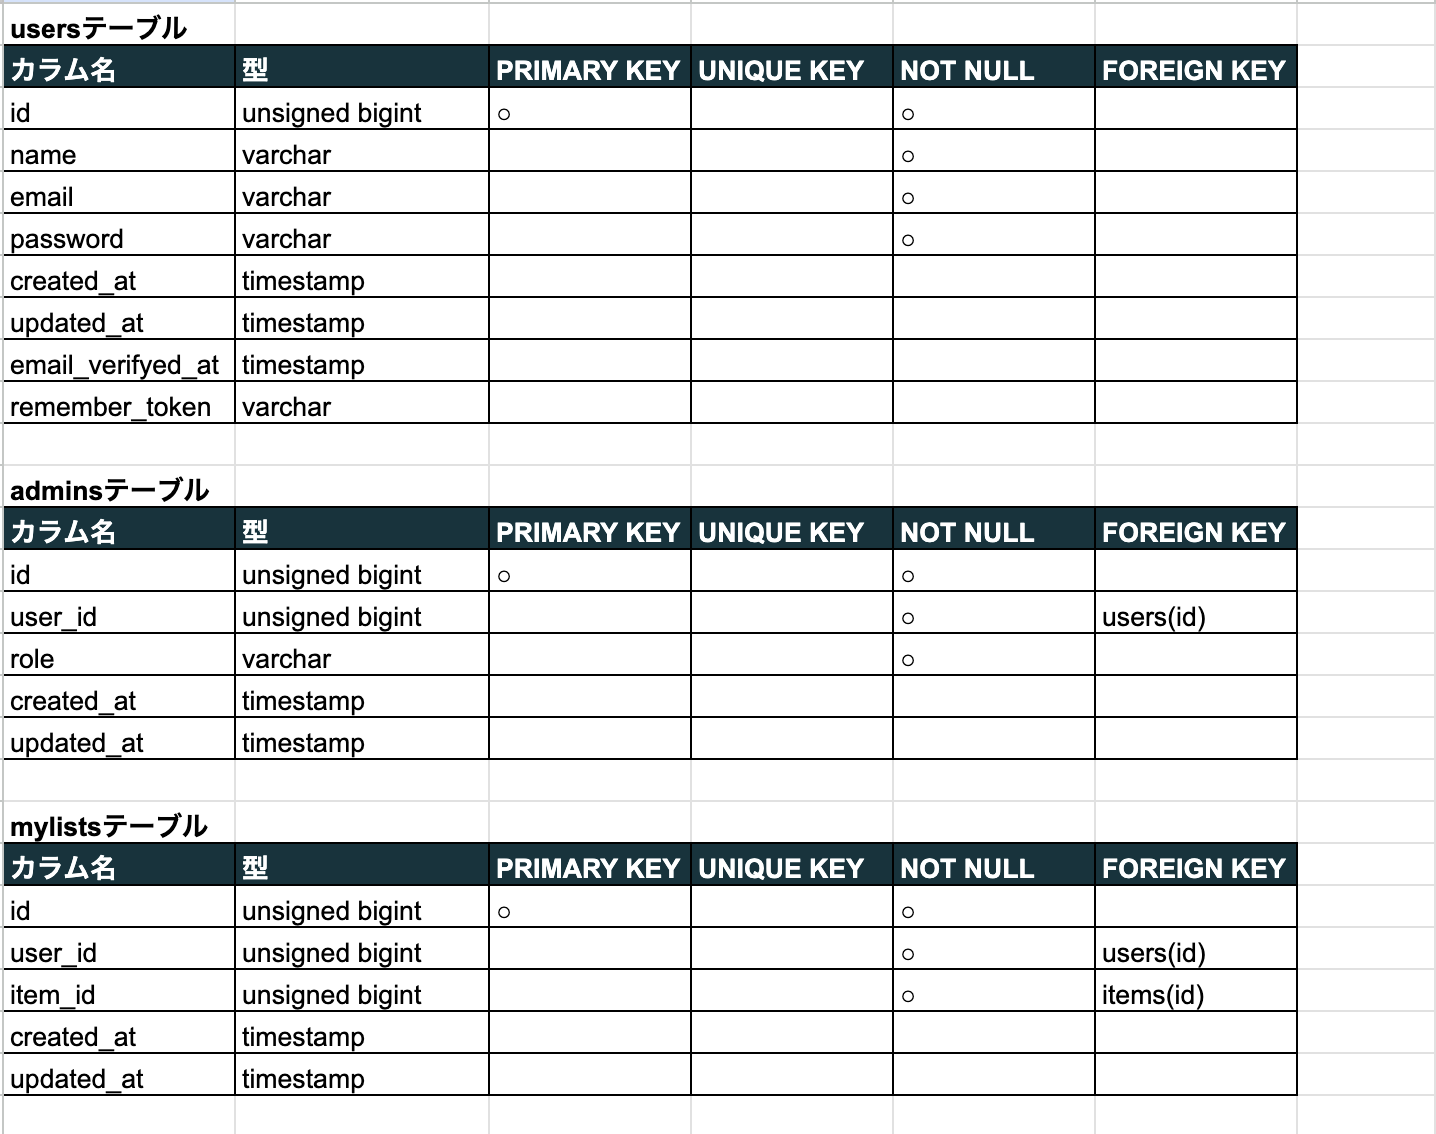 usersテーブル
カラム名 型 PRIMARY KEY UNIQUE KEY NOT NULL FOREIGN KEY
id unsigned bigint ○ ○
name varchar ○
email varchar ○
password varchar ○
created_at timestamp
updated_at timestamp
email_verifyed_at timestamp
remember_token varchar
adminsテーブル
カラム名 型 PRIMARY KEY UNIQUE KEY NOT NULL FOREIGN KEY
id unsigned bigint ○ ○
user_id unsigned bigint ○ users(id)
role varchar ○
created_at timestamp
updated_at timestamp
mylistsテーブル
カラム名 型 PRIMARY KEY UNIQUE KEY NOT NULL FOREIGN KEY
id unsigned bigint ○ ○
user_id unsigned bigint ○ users(id)
item_id unsigned bigint ○ items(id)
created_at timestamp
updated_at timestamp